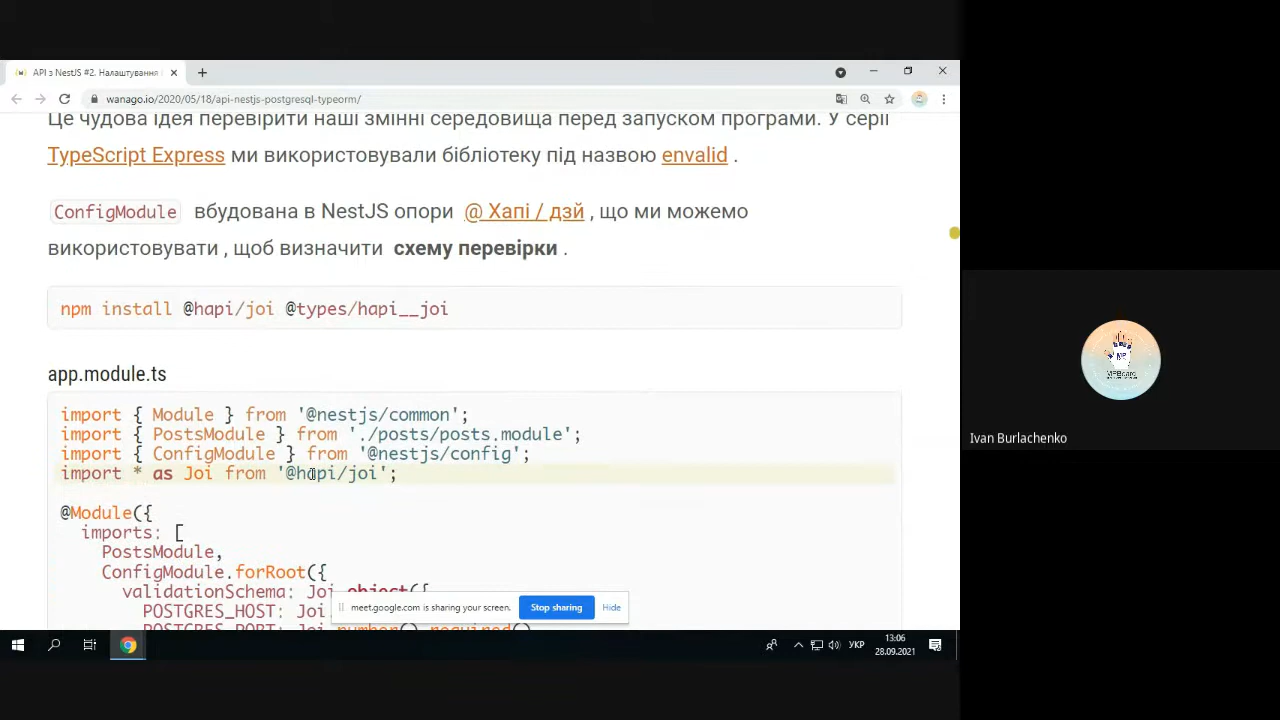 API з NestJS #2. Налаштування
wanago.io/2020/05/18/api-nestjs-postgresql-typeorm/
Це чудова ідея перевірити наші змінні середовища перед запуском програми. У серії
TypeScript Express ми використовували бібліотеку під назвою envalid .
ConfigModule вбудована в NestJS опори @ Хапі / дзй , що ми можемо
використовувати , щоб визначити схему перевірки .
npm install @hapi/joi @types/hapi__joi
app.module.ts
import { Module } from '@nestjs/common';
import { PostsModule } from './posts/posts.module';
import { ConfigModule } from '@nestjs/config';
import * as Joi from '@hapi/joi';
@Module({
imports: [
PostsModule,
ConfigModule.forRoot({
validationSchema: Joi.object({
POSTGRES_HOST: Joi.
POSTGRES_PORT: Joi.number().required()
meet.google.com is sharing your screen. Stop sharing Hide
УКР
13:06
28.09.2021
MPBoard
Ivan Burlachenko